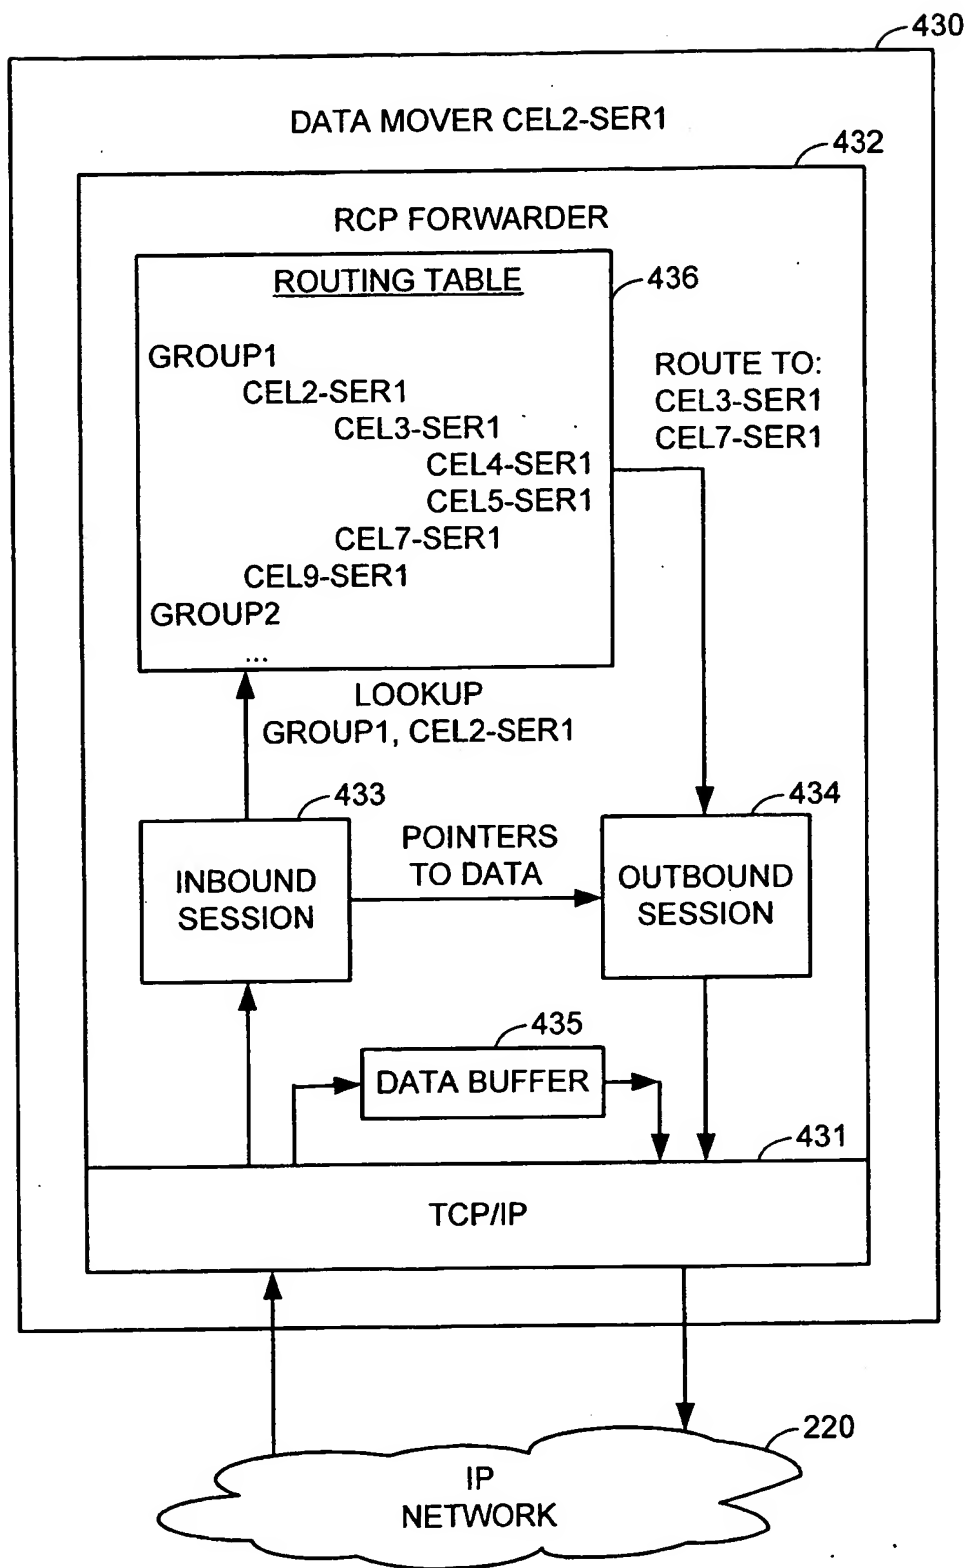 430
DATA MOVER CEL2-SER1
432
RCP FORWARDER
ROUTING TABLE
436
GROUP1
CEL2-SER1
CEL3-SER1
CEL4-SER1
CEL5-SER1
CEL7-SER1
CEL9-SER1
GROUP2
...
ROUTE TO:
CEL3-SER1
CEL7-SER1
LOOKUP
GROUP1, CEL2-SER1
433
INBOUND
SESSION
POINTERS
TO DATA
434
OUTBOUND
SESSION
435
DATA BUFFER
431
TCP/IP
220
IP
NETWORK